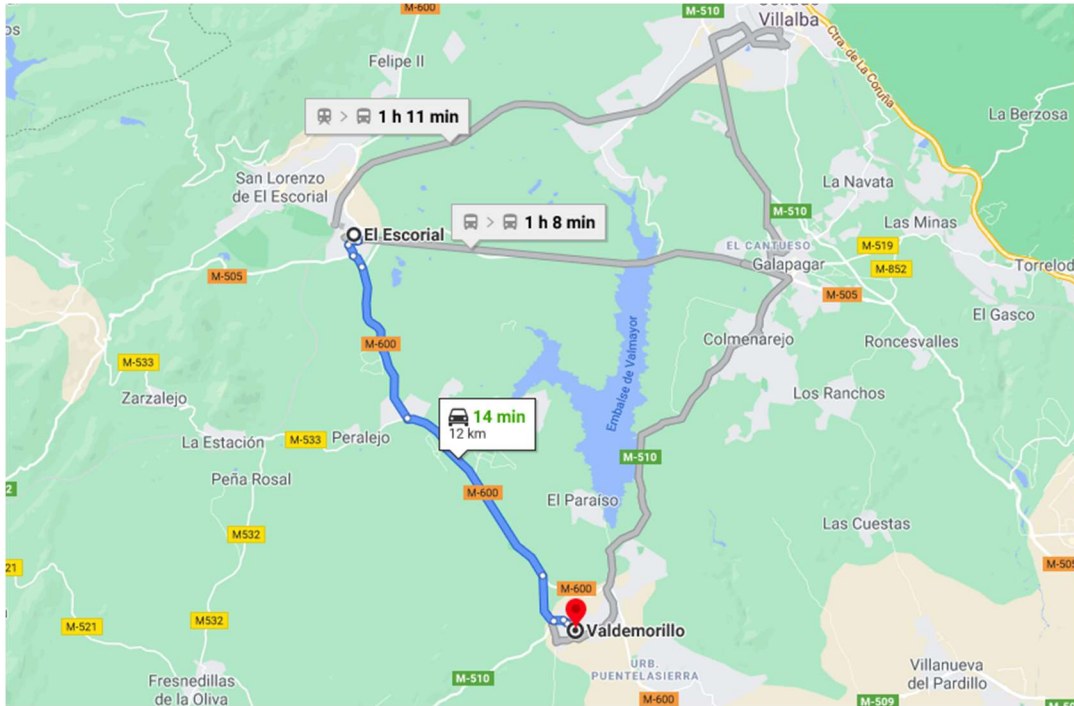 M-600
M-510
Villalba
Felipe II
Ctra. de La Coruña
1 h 11 min
La Berzosa
San Lorenzo
de El Escorial
La Navata
M-510
Las Minas
1 h 8 min
El Escorial
EL CANTUESO
M-519
Galapagar
M-852
Torrelod
M-505
M-505
El Gasco
Embalse de Valmayor
M-600
Colmenarejo
Roncesvalles
M-533
Zarzalejo
Los Ranchos
14 min
12 km
La Estación
M-533
Peralejo
M-510
Peña Rosal
M-600
El Paraíso
Las Cuestas
M532
21
M-505
M-600
M532
M-521
Valdemorillo
URB.
PUENTELASIERRA
Villanueva
del Pardillo
M-510
Fresnedillas
de la Oliva
M-600
M-509